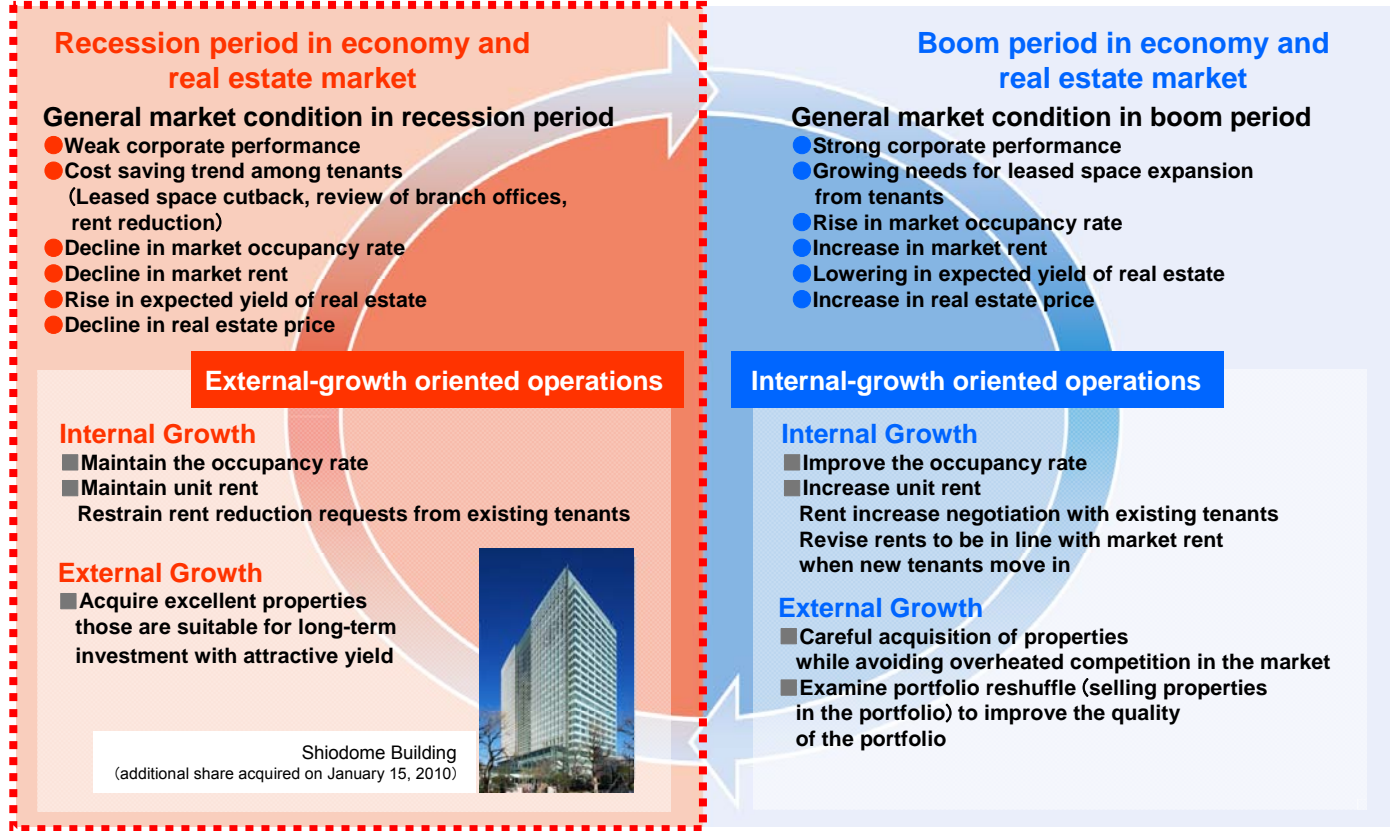 Recession period in economy and
real estate market
General market condition in recession period
●Weak corporate performance
●Cost saving trend among tenants
（Leased space cutback, review of branch offices,
rent reduction）
●Decline in market occupancy rate
●Decline in market rent
●Rise in expected yield of real estate
●Decline in real estate price
External-growth oriented operations
Internal Growth
■Maintain the occupancy rate
■Maintain unit rent
Restrain rent reduction requests from existing tenants
External Growth
■Acquire excellent properties
those are suitable for long-term
investment with attractive yield
Shiodome Building
（additional share acquired on January 15, 2010）
Boom period in economy and
real estate market
General market condition in boom period
●Strong corporate performance
●Growing needs for leased space expansion
from tenants
●Rise in market occupancy rate
●Increase in market rent
●Lowering in expected yield of real estate
●Increase in real estate price
Internal-growth oriented operations
Internal Growth
■Improve the occupancy rate
■Increase unit rent
Rent increase negotiation with existing tenants
Revise rents to be in line with market rent
when new tenants move in
External Growth
■Careful acquisition of properties
while avoiding overheated competition in the market
■Examine portfolio reshuffle（selling properties
in the portfolio）to improve the quality
of the portfolio